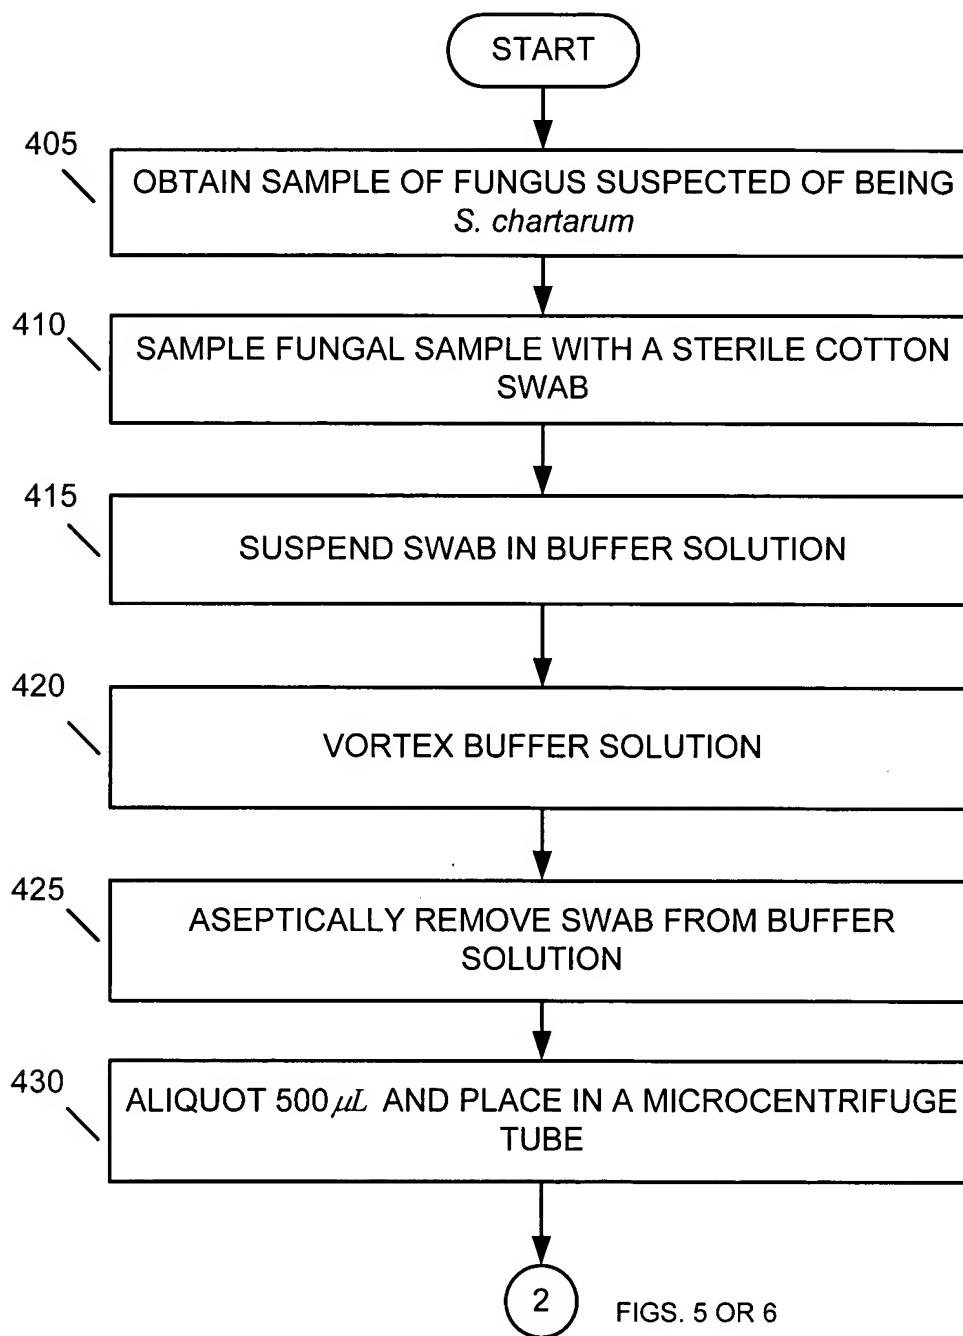 START
405
OBTAIN SAMPLE OF FUNGUS SUSPECTED OF BEING
S. chartarum
410
SAMPLE FUNGAL SAMPLE WITH A STERILE COTTON
SWAB
415
SUSPEND SWAB IN BUFFER SOLUTION
420
VORTEX BUFFER SOLUTION
425
ASEPTICALLY REMOVE SWAB FROM BUFFER
SOLUTION
430
ALIQUOT 500 μL AND PLACE IN A MICROCENTRIFUGE
TUBE
2
FIGS. 5 OR 6